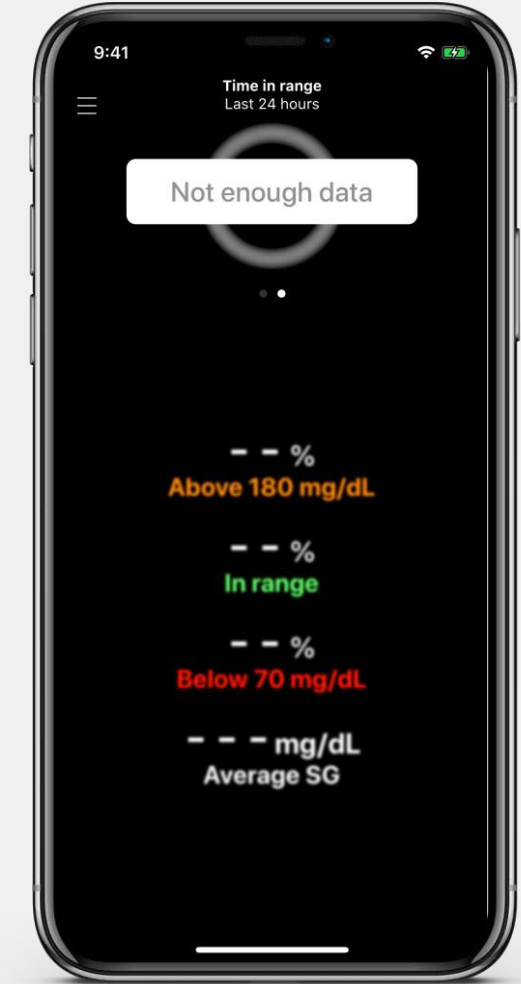 9:41
Time in range
Last 24 hours
Not enough data
– – %
Above 180 mg/dL
– – %
In range
– – %
Below 70 mg/dL
– – – mg/dL
Average SG